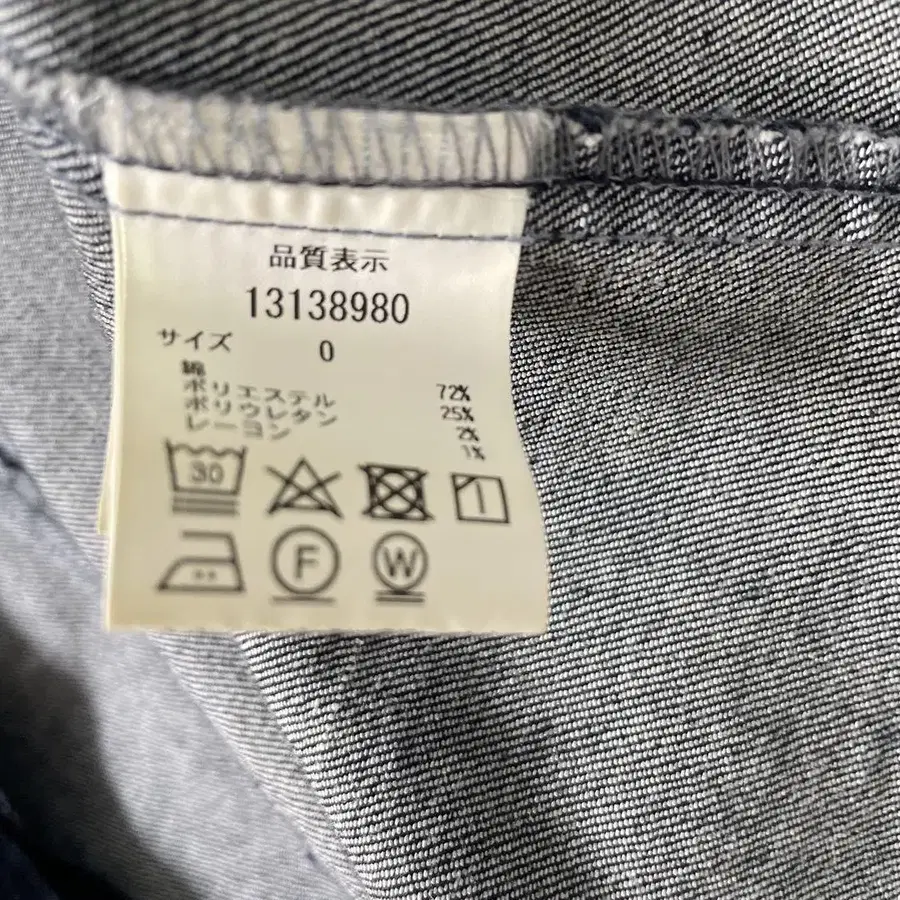 品質表示
13138980
サイズ 0
綿 72%
ポリエステル 25%
ポリウレタン 2%
レーヨン 1%
30
F W